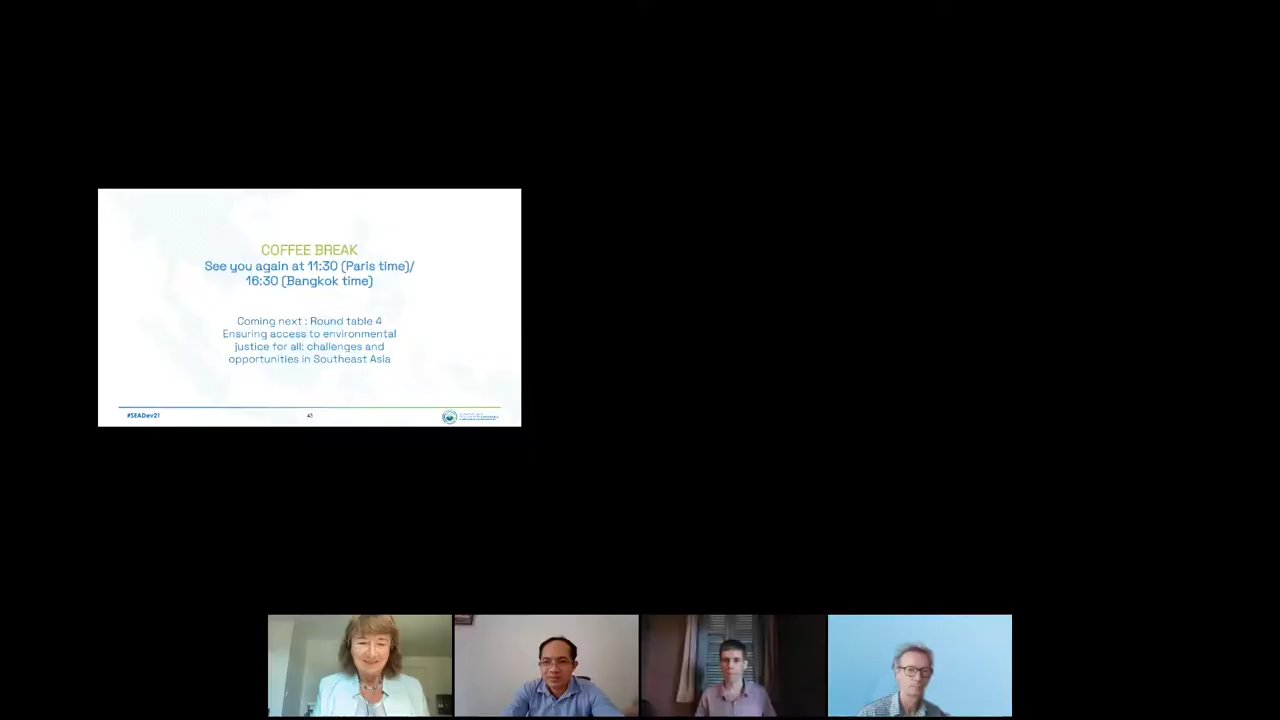 COFFEE BREAK
See you again at 11:30 (Paris time)/
16:30 (Bangkok time)
Coming next : Round table 4
Ensuring access to environmental
justice for all: challenges and
opportunities in Southeast Asia
#SEADev21
43